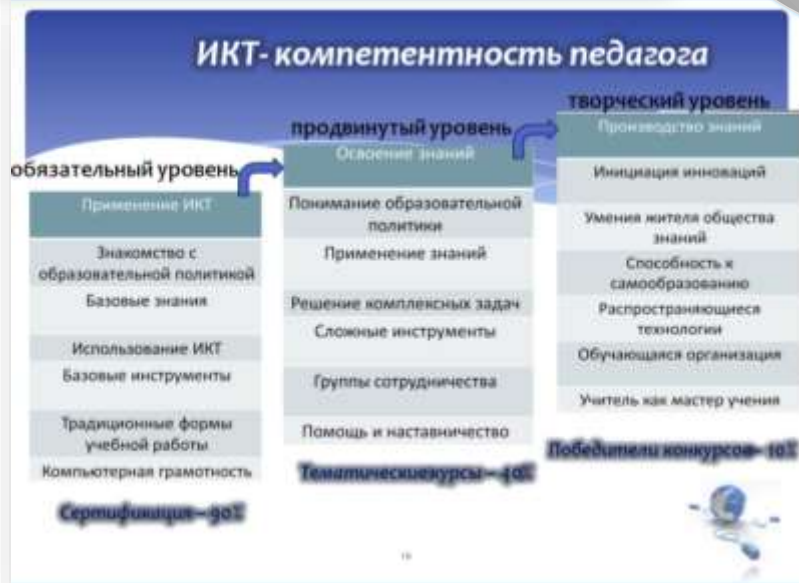 ИКТ- компетентность педагога
обязательный уровень
Применение ИКТ
Знакомство с
образовательной политикой
Базовые знания
Использование ИКТ
Базовые инструменты
Традиционные формы
учебной работы
Компьютерная грамотность
Сертификация – 90%
продвинутый уровень
Освоение знаний
Понимание образовательной
политики
Применение знаний
Решение комплексных задач
Сложные инструменты
Группы сотрудничества
Помощь и наставничество
Тематическиекурсы – 40%
творческий уровень
Производство знаний
Инициация инноваций
Умения жителя общества
знаний
Способность к
самообразованию
Распространяющиеся
технологии
Обучающаяся организация
Учитель как мастер учения
Победители конкурсов– 10%